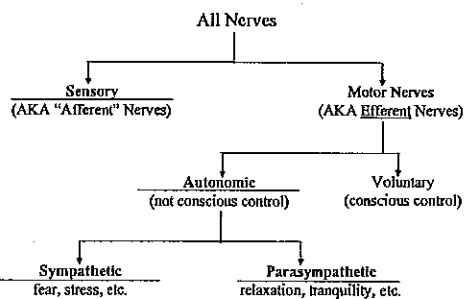 All Nerves
Sensory
(AKA "Afferent" Nerves)
Motor Nerves
(AKA Efferent Nerves)
Autonomic
(not conscious control)
Voluntary
(conscious control)
Sympathetic
fear, stress, etc.
Parasympathetic
relaxation, tranquility, etc.